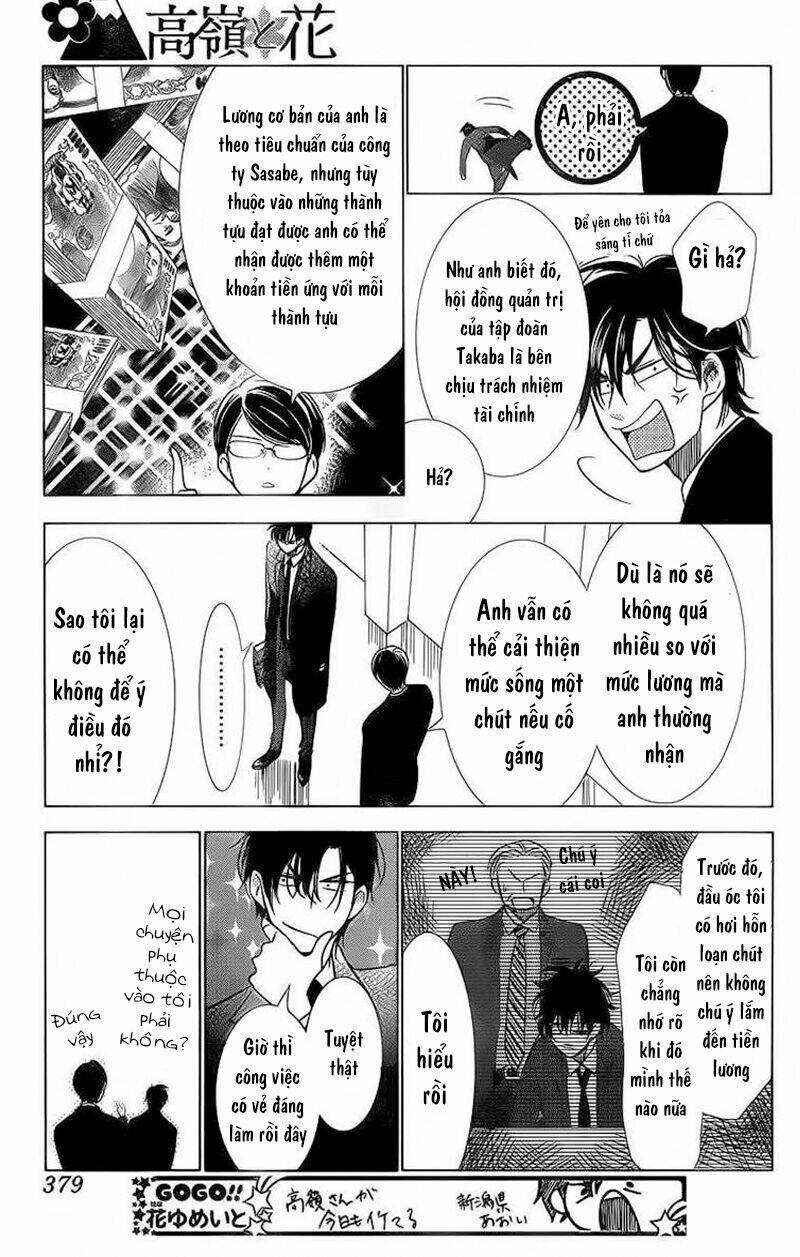 高嶺と花
A, phải
rồi
Gì hả?
Để yên cho tôi tỏa
sáng tí chứ
Như anh biết đó,
hội đồng quản trị
của tập đoàn
Takaba là bên
chịu trách nhiệm
tài chính
Hả?
Lương cơ bản của anh là
theo tiêu chuẩn của công
ty Sasabe, nhưng tùy
thuộc vào những thành
tựu đạt được anh có thể
nhận được thêm một
khoản tiền ứng với mỗi
thành tựu
10000
Dù là nó sẽ
không quá
nhiều so với
mức lương mà
anh thường
nhận
Anh vẫn có
thể cải thiện
mức sống một
chút nếu cố
gắng
.........
Sao tôi lại
có thể
không để ý
điều đó
nhỉ?!
Trước đó,
đầu óc tôi
có hơi hỗn
loạn chút
nên không
chú ý lắm
đến tiền
lương
Tôi còn
chẳng
nhớ rõ
khi đó
mình thế
nào nữa
Chú ý
cái coi
NÀY!
Tôi
hiểu
rồi
Tuyệt
thật
Giờ thì
công việc
có vẻ đáng
làm rồi đây
Mọi
chuyện
phụ
thuộc
vào tôi
phải
không?
Đúng
vậy
379
GOGO!!
花ゆめいと
はな
高嶺さんが
今日も行てる
新潟県
あおい